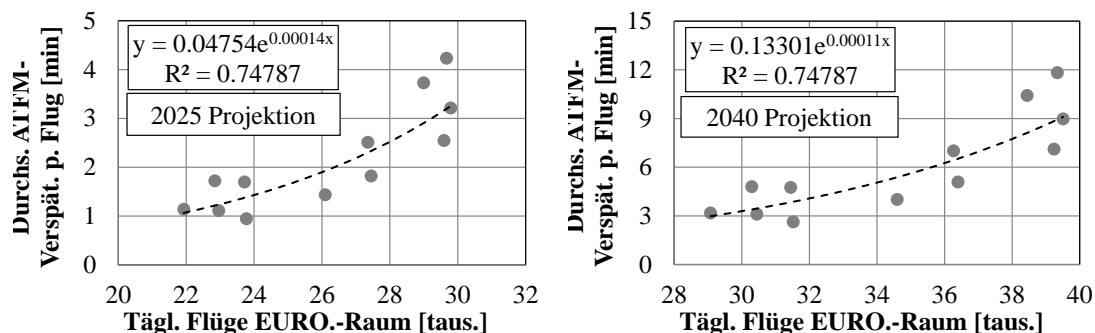 Durchs. ATFM-
Verspät. p. Flug [min]
5
4
3
2
1
0
y = 0.04754e^0.00014x
R² = 0.74787
2025 Projektion
20 22 24 26 28 30 32
Tägl. Flüge EURO.-Raum [taus.]
Durchs. ATFM-
Verspät. p. Flug [min]
15
12
9
6
3
0
y = 0.13301e^0.00011x
R² = 0.74787
2040 Projektion
28 30 32 34 36 38 40
Tägl. Flüge EURO.-Raum [taus.]